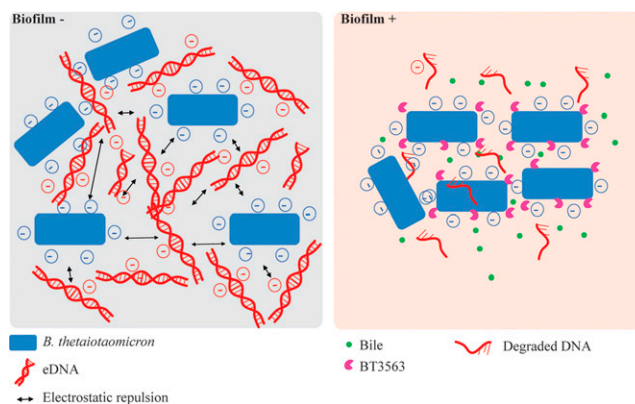 Biofilm -
Biofilm +
B. thetaiotaomicron
eDNA
Electrostatic repulsion
Bile
BT3563
Degraded DNA